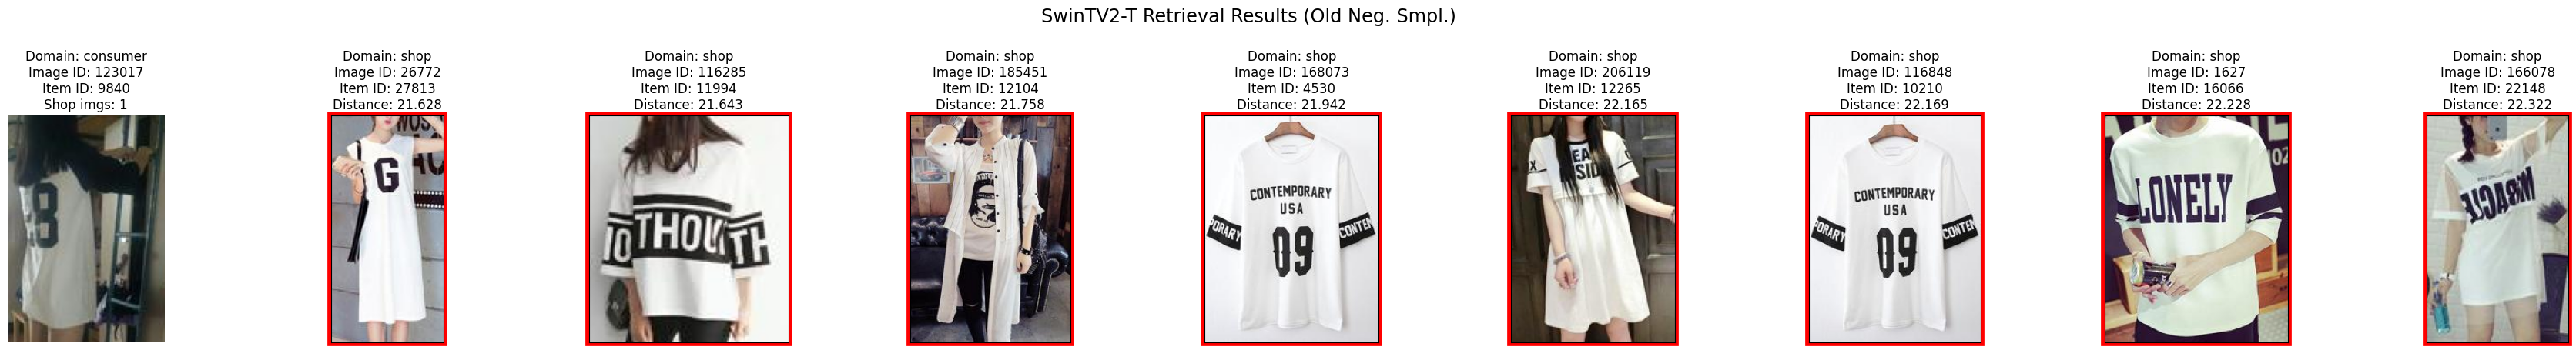 SwinTV2-T Retrieval Results (Old Neg. Smpl.)
Domain: consumer
Image ID: 123017
Item ID: 9840
Shop imgs: 1
Domain: shop
Image ID: 26772
Item ID: 27813
Distance: 21.628
Domain: shop
Image ID: 116285
Item ID: 11994
Distance: 21.643
Domain: shop
Image ID: 185451
Item ID: 12104
Distance: 21.758
Domain: shop
Image ID: 168073
Item ID: 4530
Distance: 21.942
Domain: shop
Image ID: 206119
Item ID: 12265
Distance: 22.165
Domain: shop
Image ID: 116848
Item ID: 10210
Distance: 22.169
Domain: shop
Image ID: 1627
Item ID: 16066
Distance: 22.228
Domain: shop
Image ID: 166078
Item ID: 22148
Distance: 22.322
G
THOU
CONTEMPORARY
USA
PORARY
CONTEM
09
CONTEMPORARY
USA
PORARY
CONTEM
09
LONELY